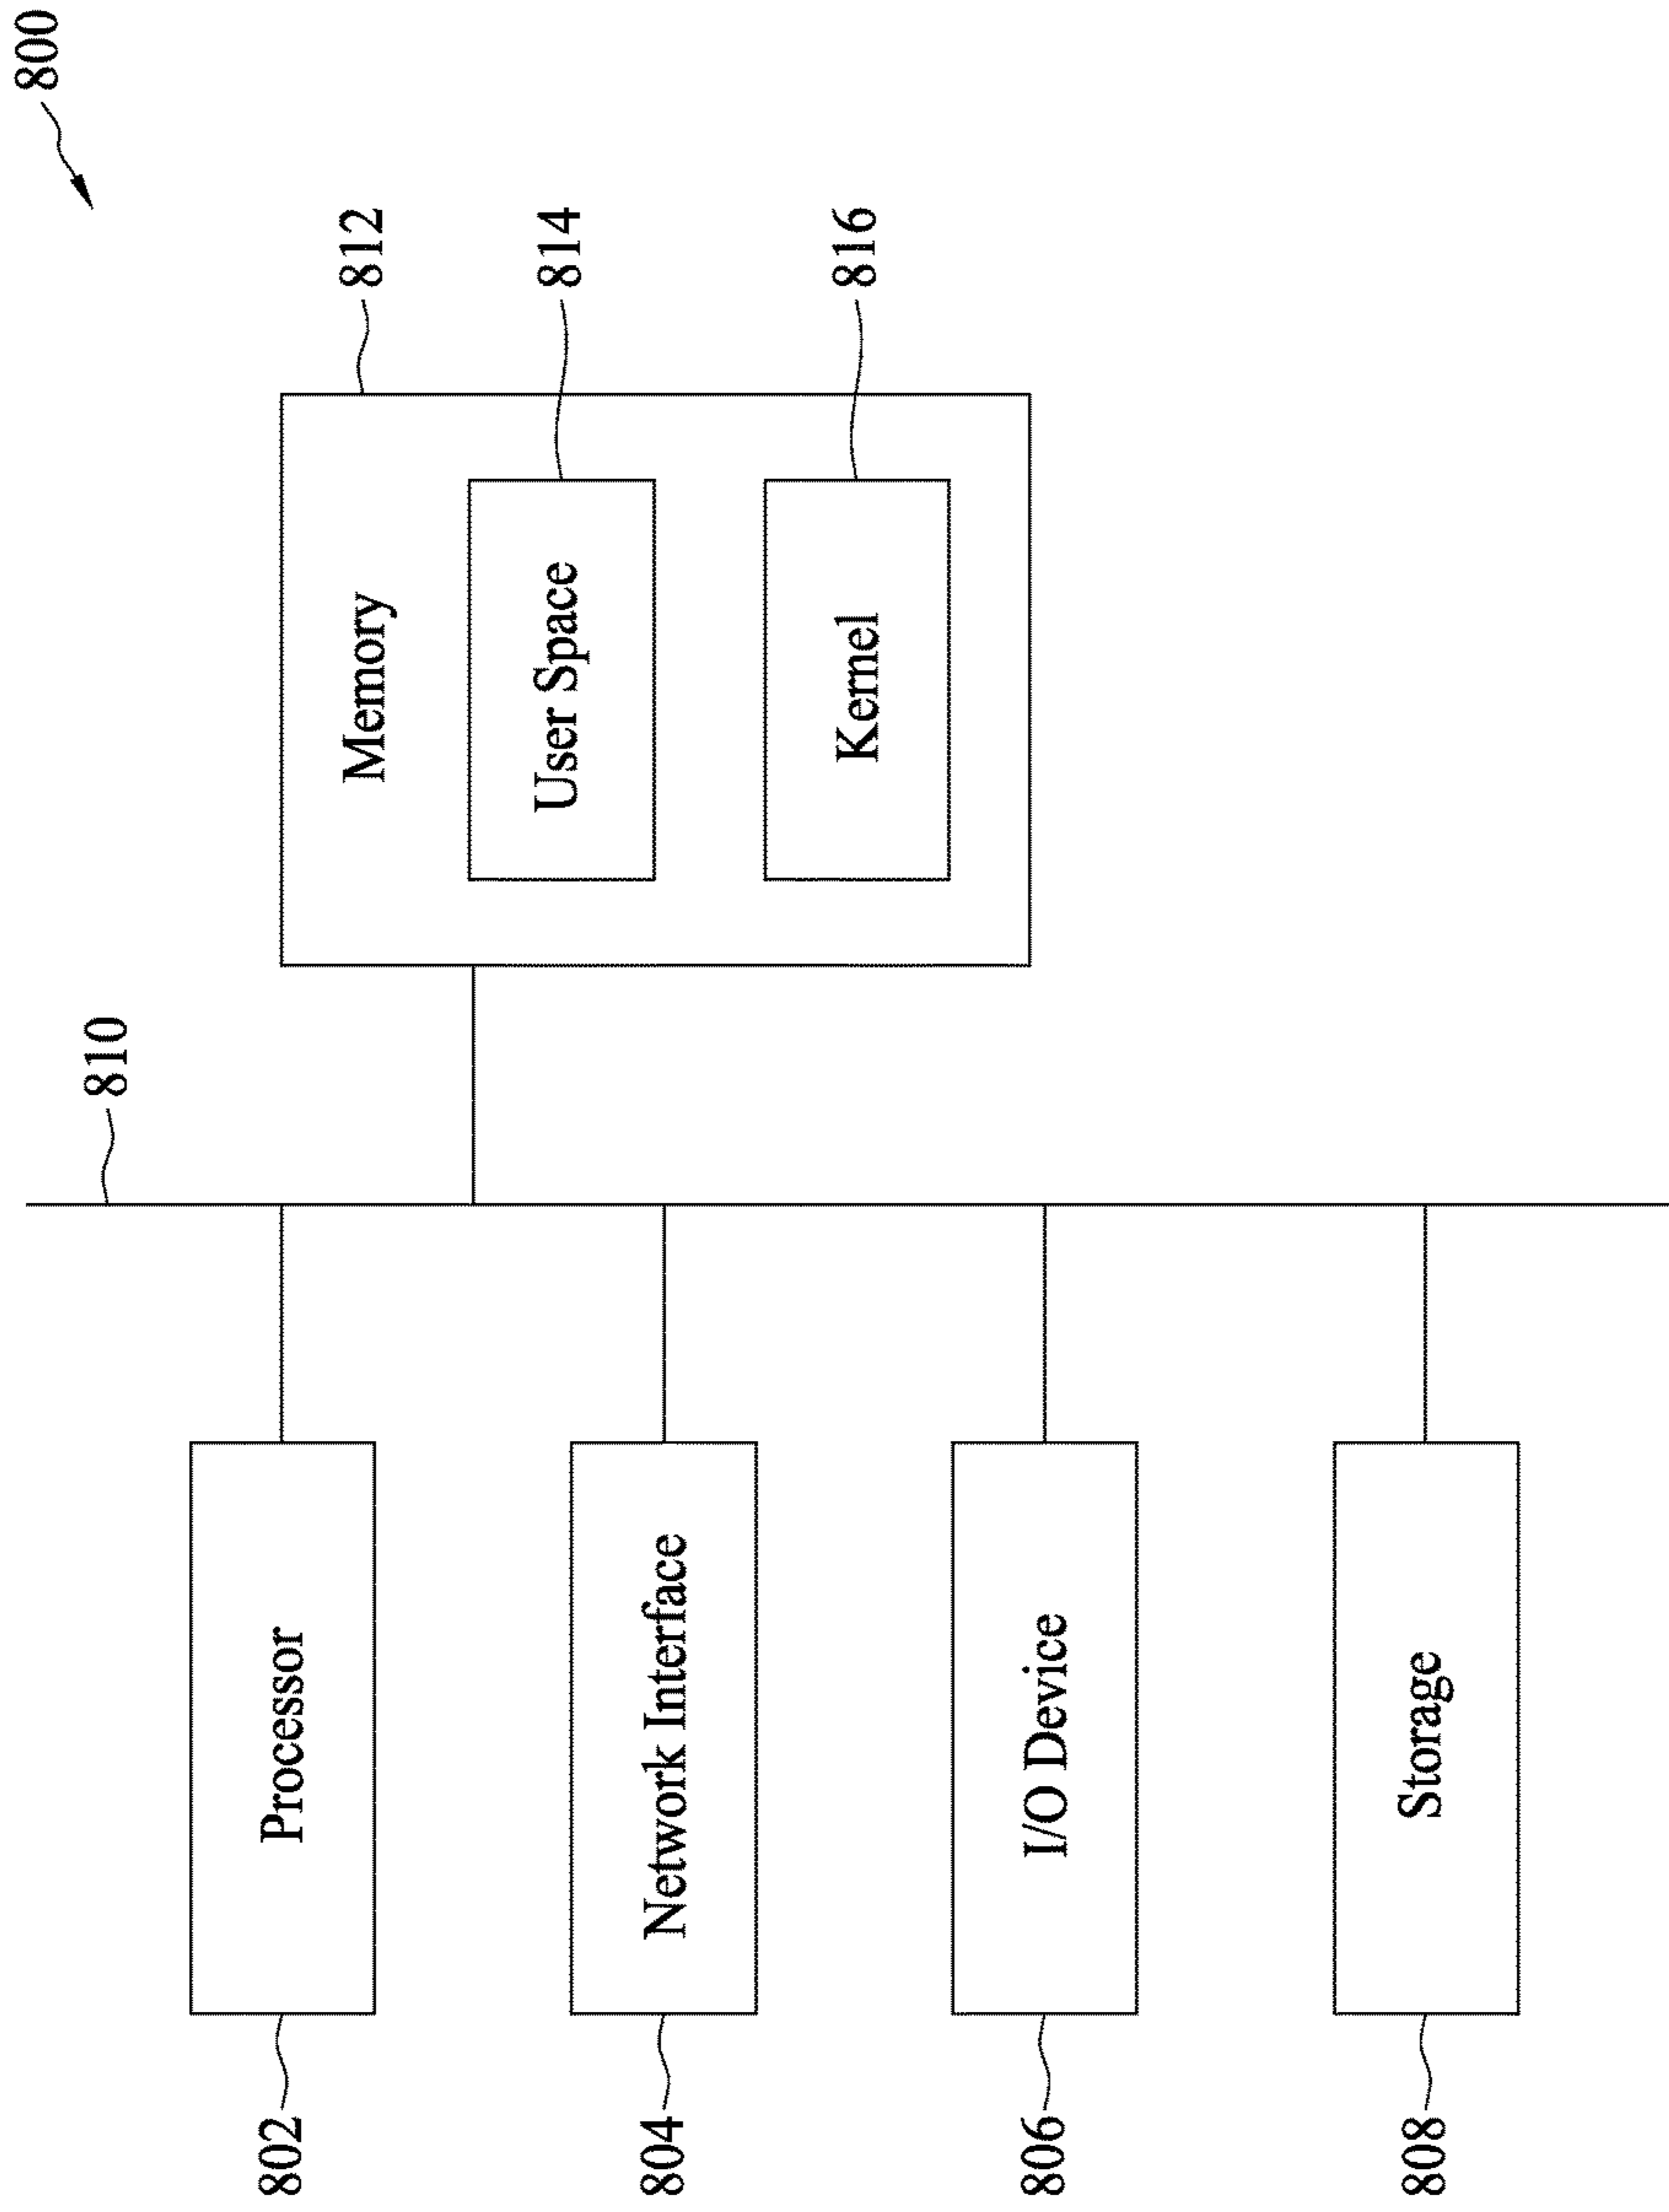 800
810
802
Processor
Memory
812
User Space
814
804
Network Interface
Kernel
816
806
I/O Device
808
Storage